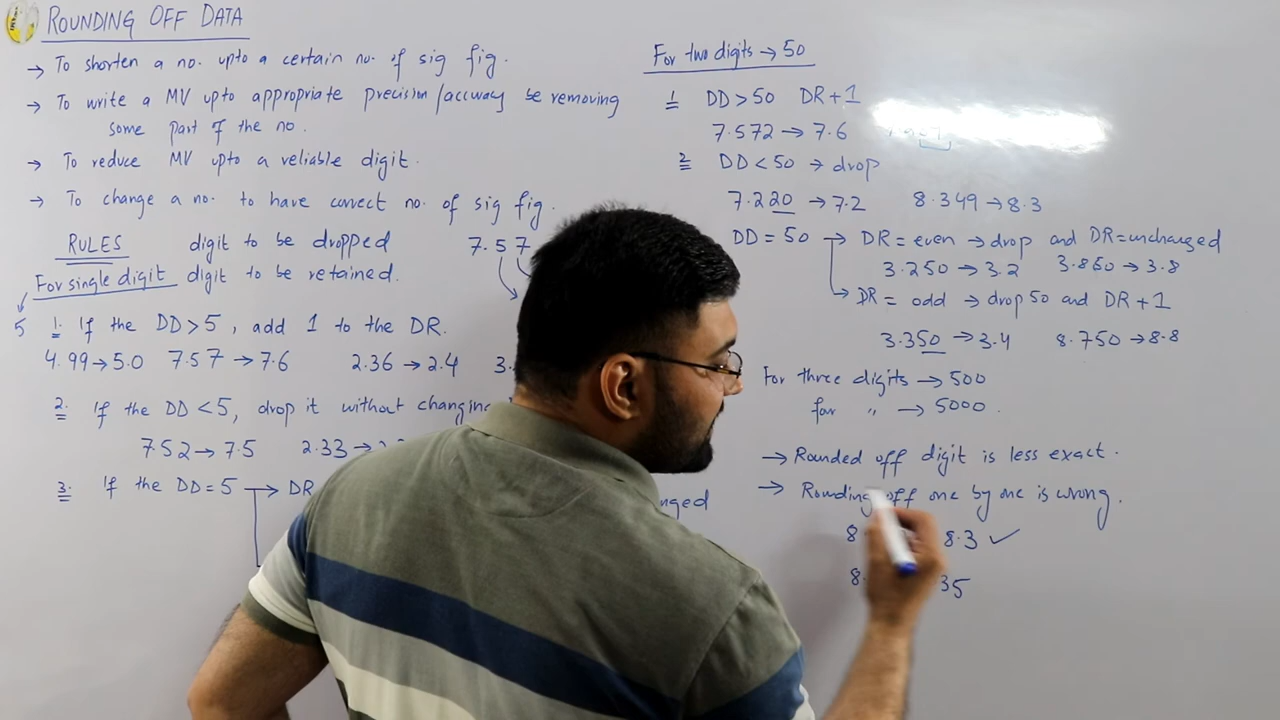 ROUNDING OFF DATA
→ To shorten a no. upto a certain no. of sig fig.
→ To write a MV upto appropriate precision/accuracy be removing
some part of the no.
→ To reduce MV upto a reliable digit.
→ To change a no. to have correct no. of sig fig.
RULES digit to be dropped 7.57
For single digit digit to be retained.
5 1. If the DD>5, add 1 to the DR.
4.99→5.0 7.57→7.6 2.36→2.4 3.
2. If the DD<5, drop it without changing
7.52→7.5 2.33→
3. If the DD=5 → DR nged
For two digits → 50
1 DD>50 DR+1
7.572→7.6
2 DD<50 → drop
7.220→7.2 8.349→8.3
DD=50 → DR=even → drop and DR=unchanged
3.250→3.2 3.850→3.8
→ DR=odd → drop 50 and DR+1
3.350→3.4 8.750→8.8
For three digits → 500
four " → 5000
→ Rounded off digit is less exact.
→ Rounding off one by one is wrong.
8 8.3 ✓
8. 35